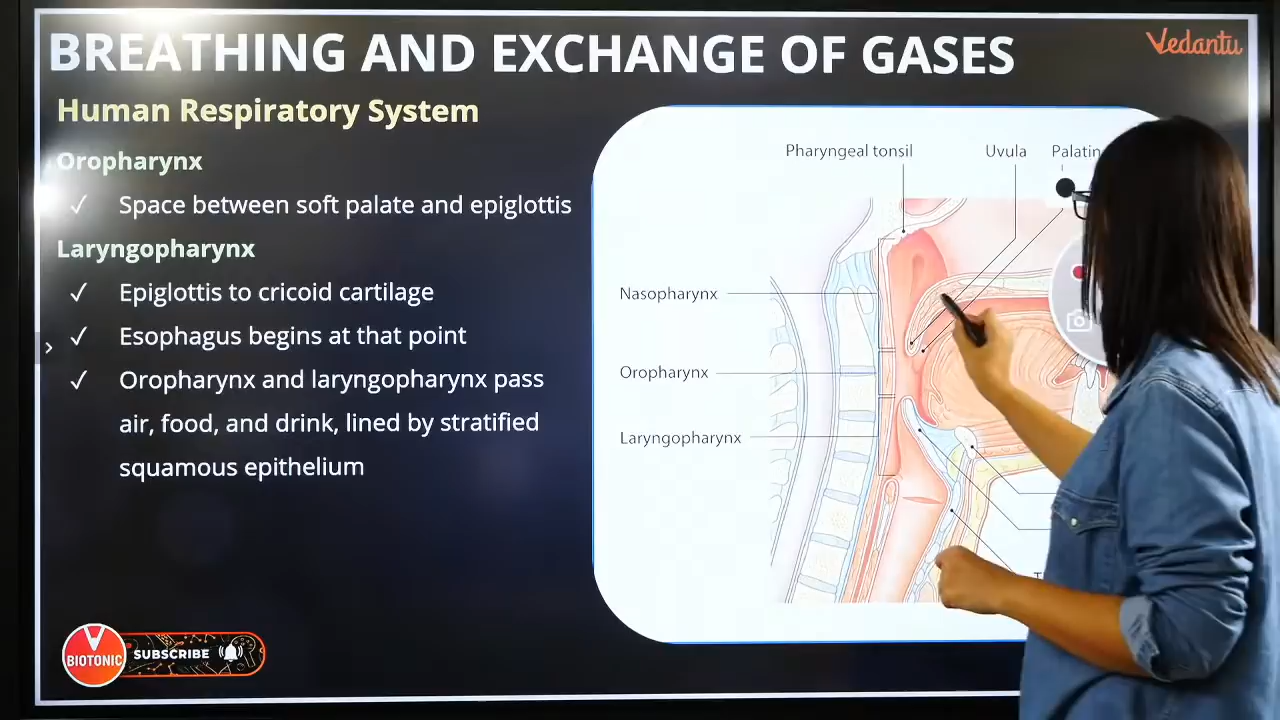 BREATHING AND EXCHANGE OF GASES
Vedantu
Human Respiratory System
Oropharynx
✓ Space between soft palate and epiglottis
Laryngopharynx
✓ Epiglottis to cricoid cartilage
✓ Esophagus begins at that point
✓ Oropharynx and laryngopharynx pass
air, food, and drink, lined by stratified
squamous epithelium
Pharyngeal tonsil
Uvula
Nasopharynx
Oropharynx
Laryngopharynx
BIOTONIC
SUBSCRIBE